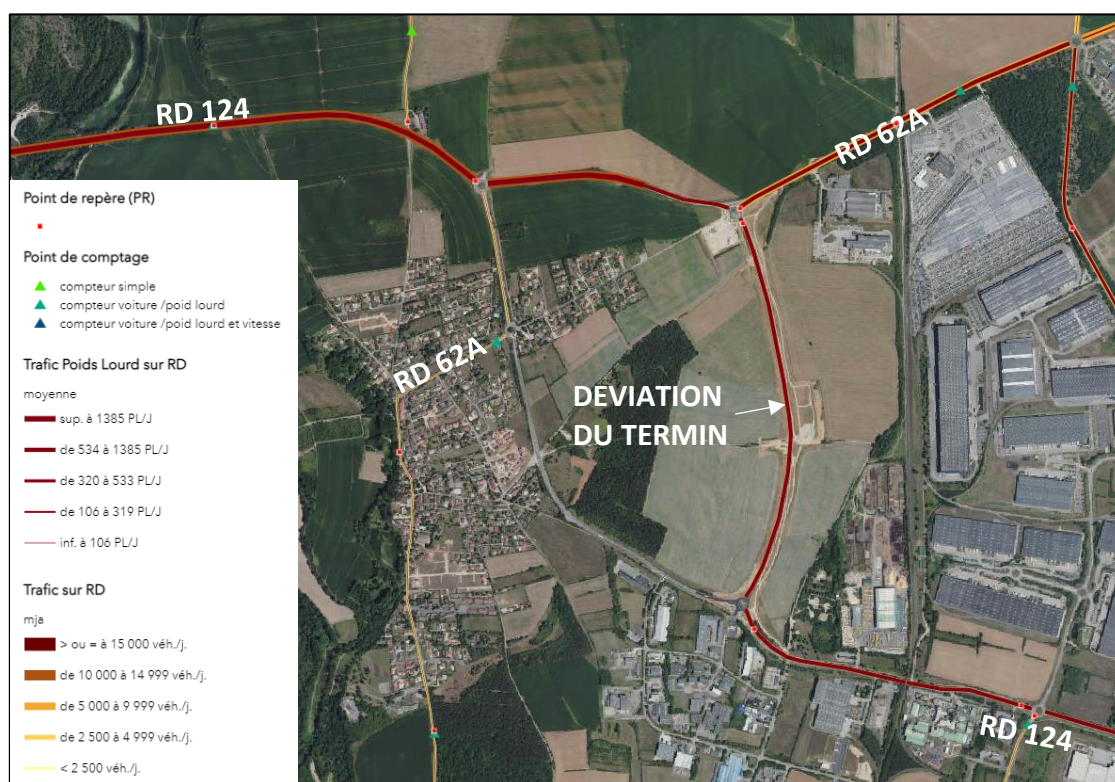 RD 124
RD 62A
Point de repère (PR)
Point de comptage
compteur simple
compteur voiture /poid lourd
compteur voiture /poid lourd et vitesse
RD 62A
Trafic Poids Lourd sur RD
moyenne
DEVIATION
DU TERMIN
sup. à 1385 PL/J
de 534 à 1385 PL/J
de 320 à 533 PL/J
de 106 à 319 PL/J
inf. à 106 PL/J
Trafic sur RD
mja
> ou = à 15 000 véh./j.
de 10 000 à 14 999 véh./j.
de 5 000 à 9 999 véh./j.
de 2 500 à 4 999 véh./j.
< 2 500 véh./j.
RD 124